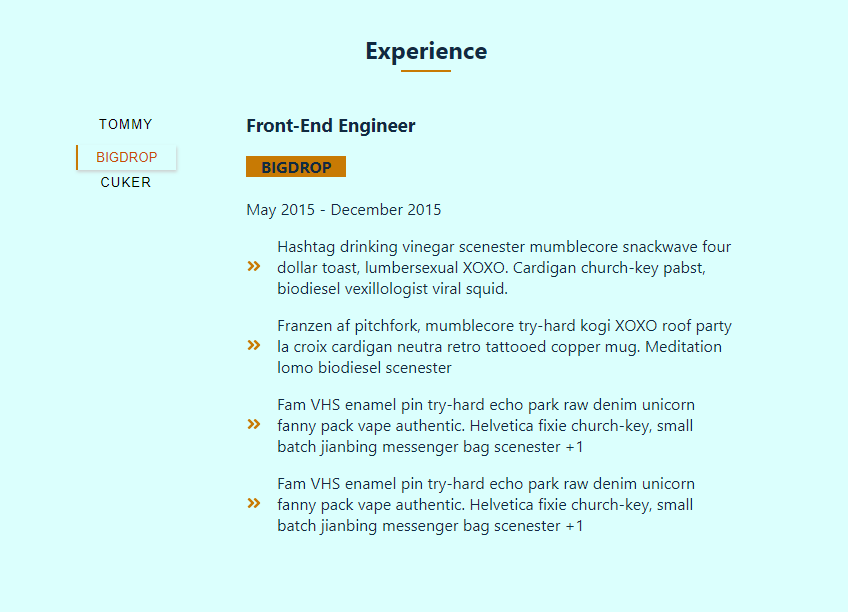 Experience
TOMMY
BIGDROP
CUKER
Front-End Engineer
BIGDROP
May 2015 - December 2015
Hashtag drinking vinegar scenester mumblecore snackwave four
dollar toast, lumbersexual XOXO. Cardigan church-key pabst,
biodiesel vexillologist viral squid.
Franzen af pitchfork, mumblecore try-hard kogi XOXO roof party
la croix cardigan neutra retro tattooed copper mug. Meditation
lomo biodiesel scenester
Fam VHS enamel pin try-hard echo park raw denim unicorn
fanny pack vape authentic. Helvetica fixie church-key, small
batch jianbing messenger bag scenester +1
Fam VHS enamel pin try-hard echo park raw denim unicorn
fanny pack vape authentic. Helvetica fixie church-key, small
batch jianbing messenger bag scenester +1